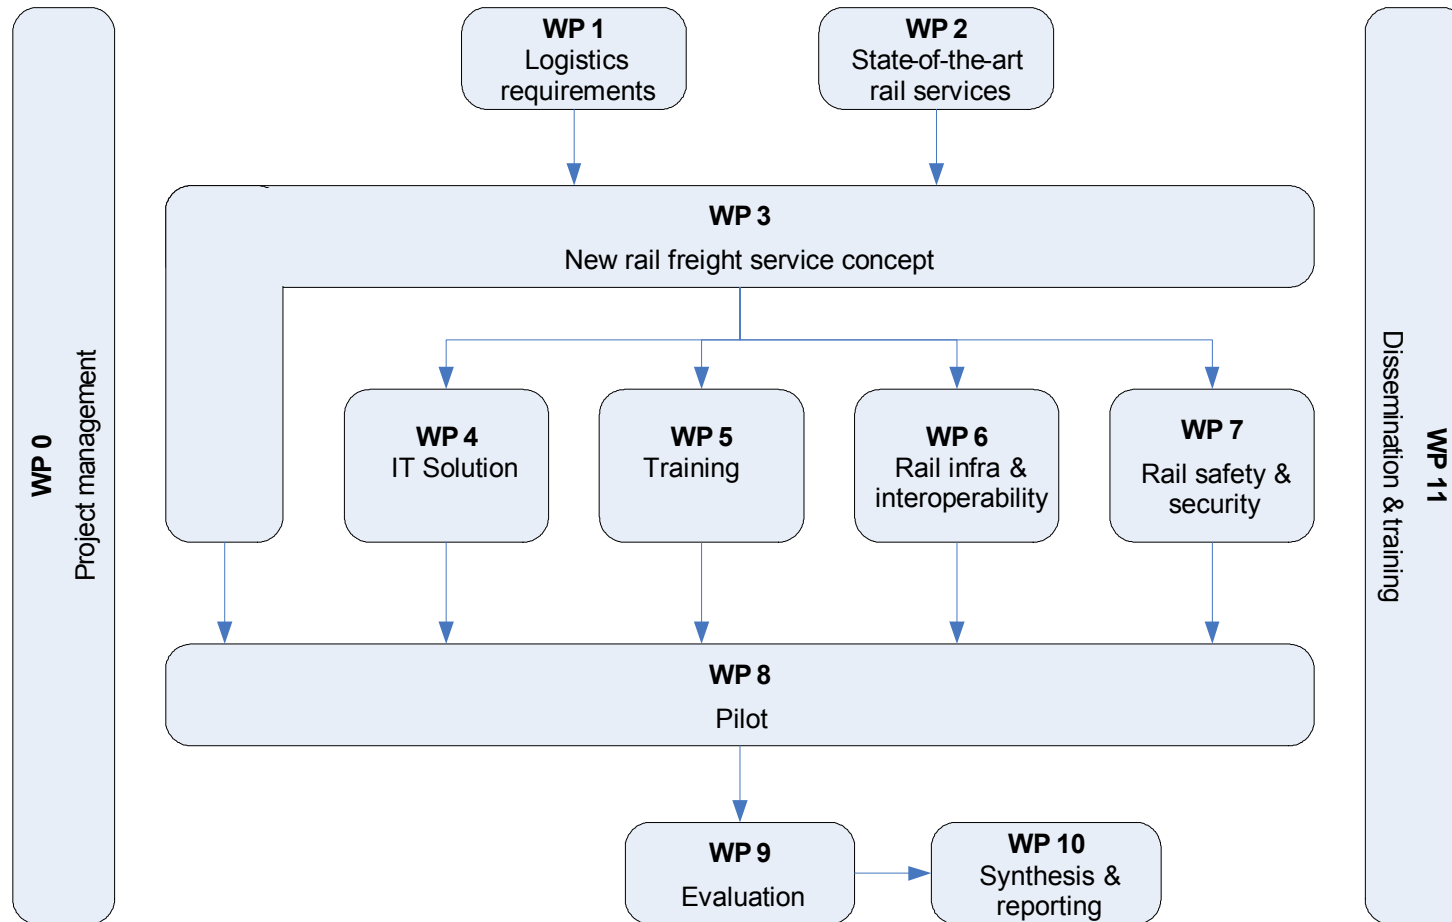 WP 0
Project management
WP 1
Logistics
requirements
WP 2
State-of-the-art
rail services
WP 3
New rail freight service concept
WP 4
IT Solution
WP 5
Training
WP 6
Rail infra &
interoperability
WP 7
Rail safety &
security
WP 8
Pilot
WP 9
Evaluation
WP 10
Synthesis &
reporting
WP 11
Dissemination & training